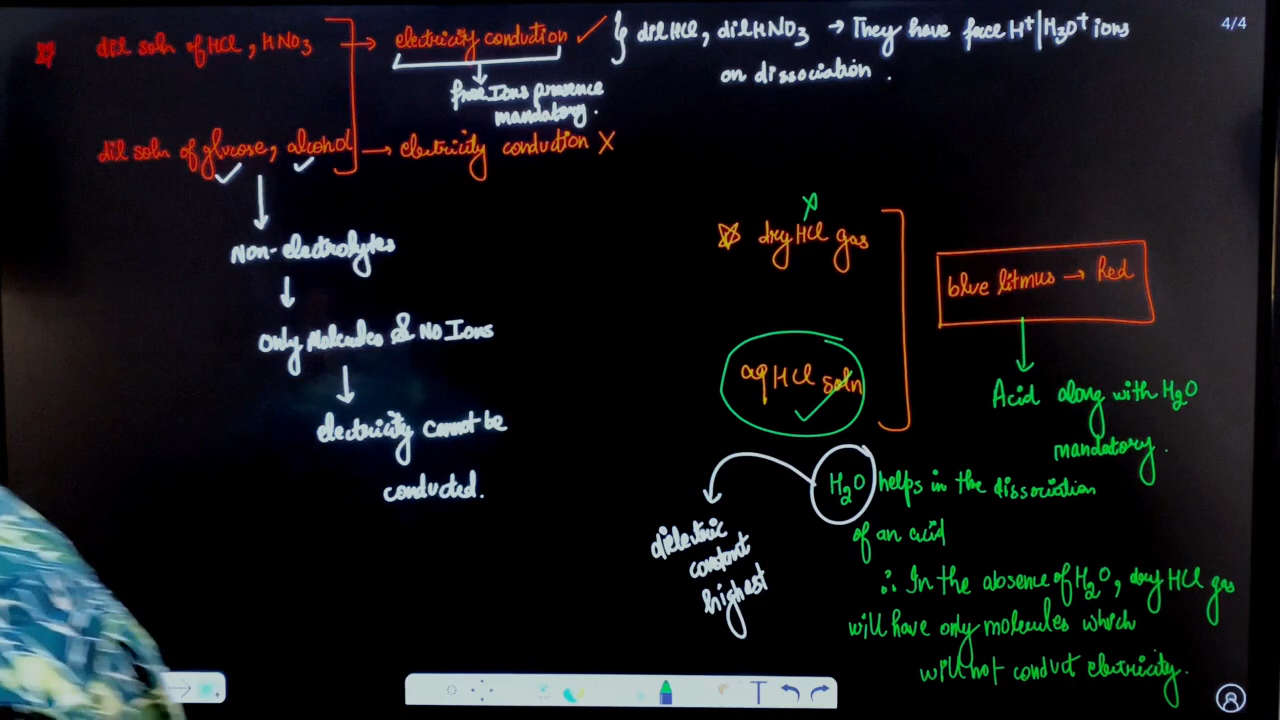 dil soln of HCl, HNO3 → electricity conduction ✓
free Ions presence
mandatory.
dil HCl, dil HNO3 → They have free H+/H3O+ ions
on dissociation.
4/4
dil soln of glucose, alcohol → electricity conduction X
Non-electrolytes
Only Molecules & No Ions
electricity cannot be
conducted.
dry HCl gas
X
aq HCl soln
blue litmus → Red
Acid along with H2O
mandatory.
H2O helps in the dissociation
of an acid
∴ In the absence of H2O, dry HCl gas
will have only molecules which
will not conduct electricity.
dielectric
constant
highest
T